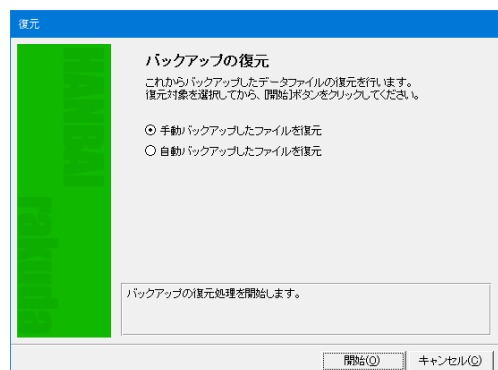 復元
HANBAI
rakuda
バックアップの復元
これからバックアップしたデータファイルの復元を行います。
復元対象を選択してから、[開始]ボタンをクリックしてください。
手動バックアップしたファイルを復元
自動バックアップしたファイルを復元
バックアップの復元処理を開始します。
開始(O)
キャンセル(C)